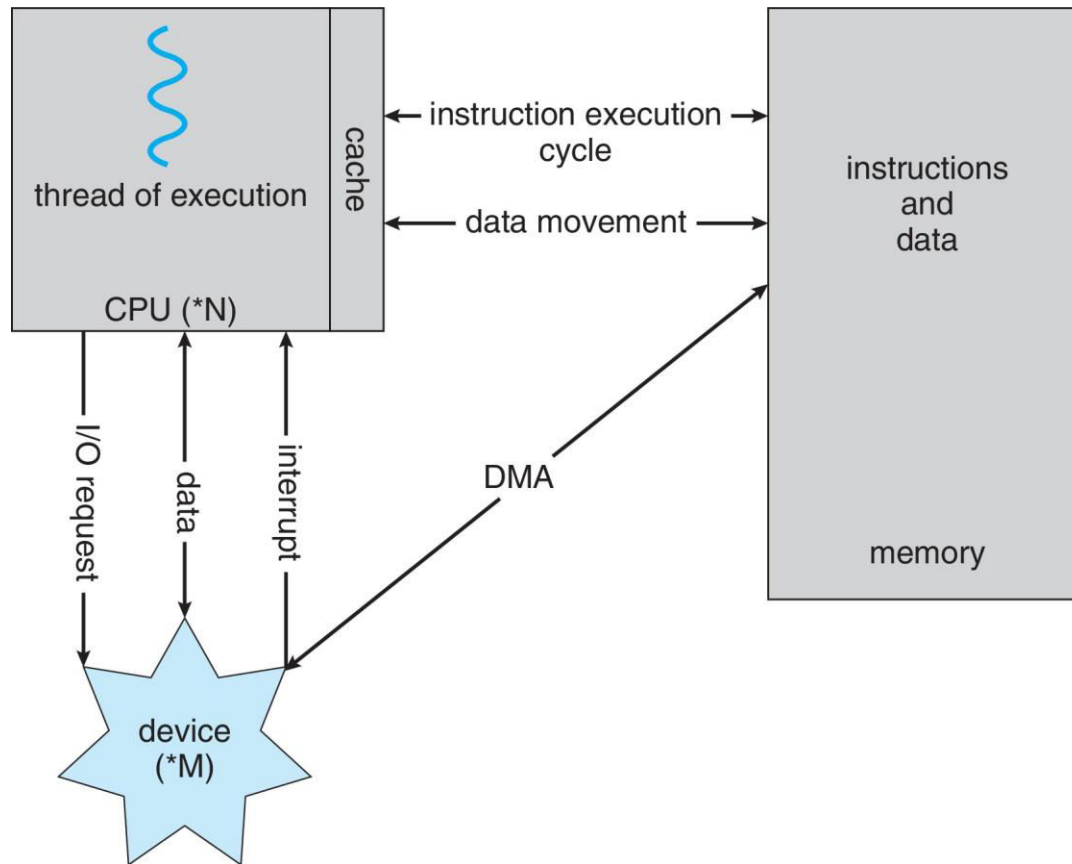 thread of execution
cache
CPU (*N)
instruction execution
cycle
data movement
instructions
and
data
memory
I/O request
data
interrupt
DMA
device
(*M)